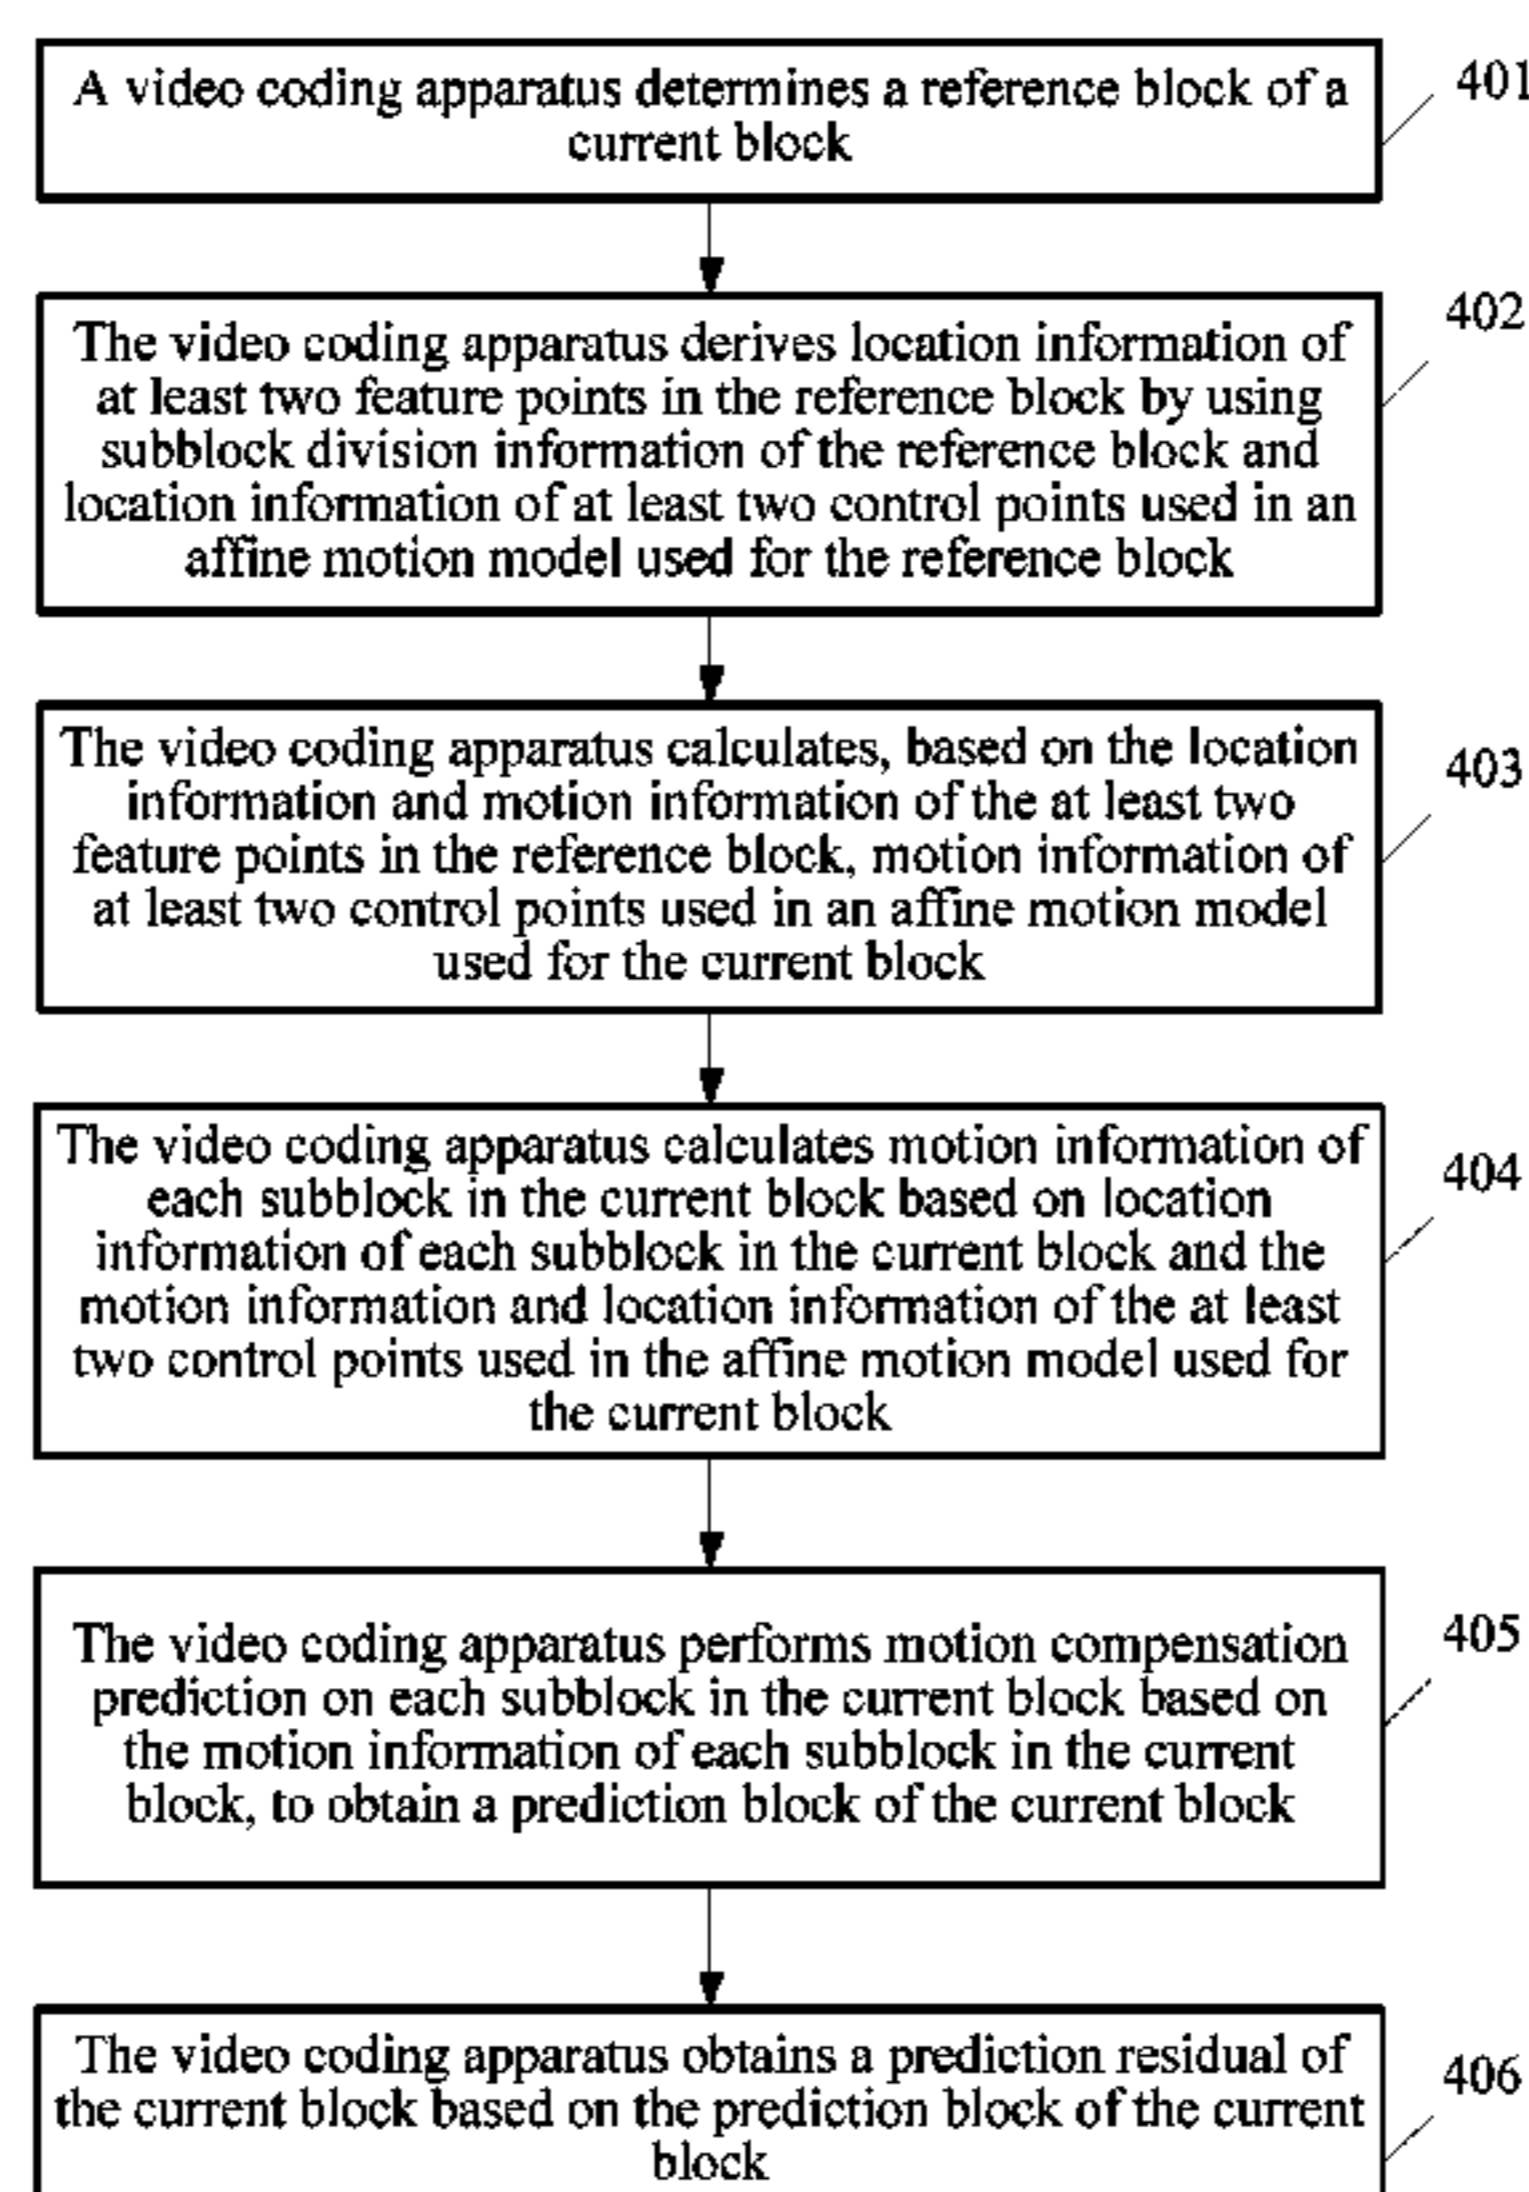 A video coding apparatus determines a reference block of a
current block
401
The video coding apparatus derives location information of
at least two feature points in the reference block by using
subblock division information of the reference block and
location information of at least two control points used in an
affine motion model used for the reference block
402
The video coding apparatus calculates, based on the location
information and motion information of the at least two
feature points in the reference block, motion information of
at least two control points used in an affine motion model
used for the current block
403
The video coding apparatus calculates motion information of
each subblock in the current block based on location
information of each subblock in the current block and the
motion information and location information of the at least
two control points used in the affine motion model used for
the current block
404
The video coding apparatus performs motion compensation
prediction on each subblock in the current block based on
the motion information of each subblock in the current
block, to obtain a prediction block of the current block
405
The video coding apparatus obtains a prediction residual of
the current block based on the prediction block of the current
block
406